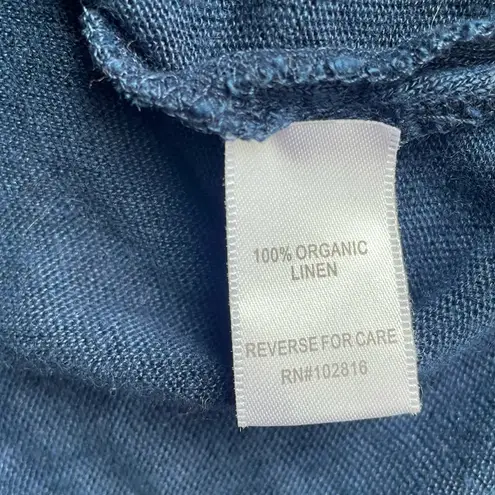 100% ORGANIC
LINEN
REVERSE FOR CARE
RN#102816